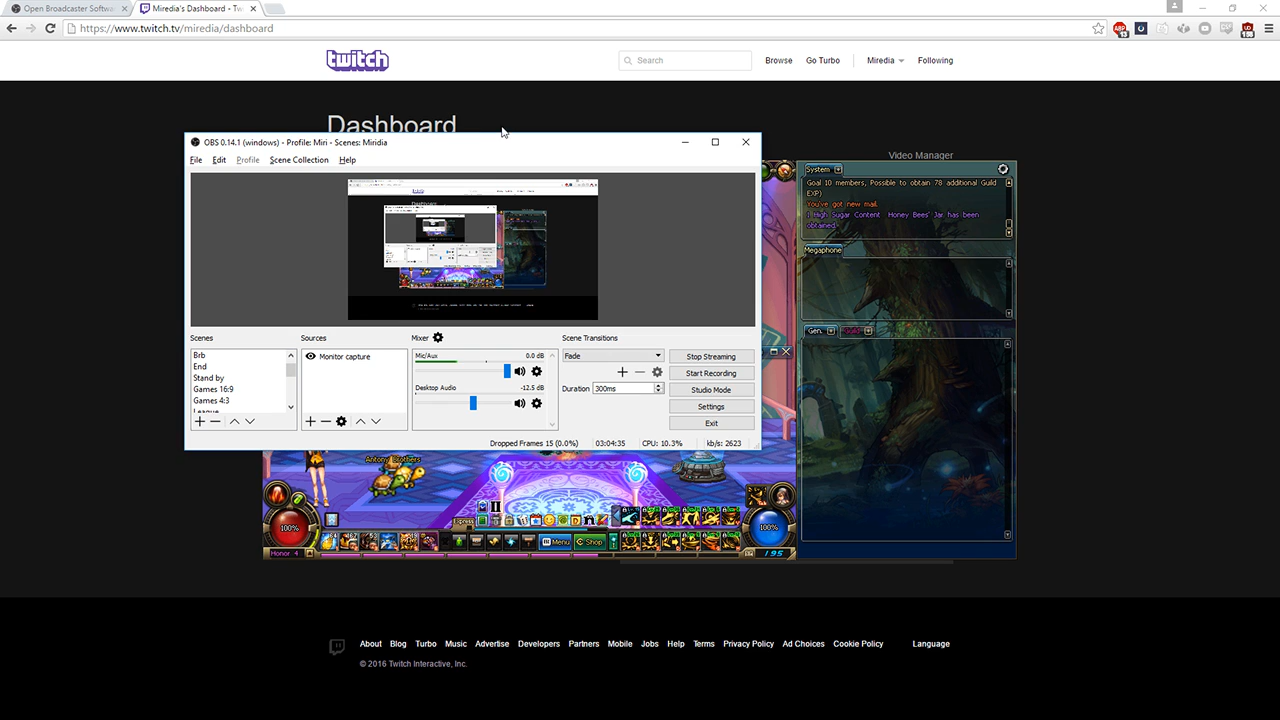 Open Broadcaster Softwa
Miredia's Dashboard - Tw
https://www.twitch.tv/miredia/dashboard
twitch
Search
Browse
Go Turbo
Miredia
Following
Dashboard
Video Manager
OBS 0.14.1 (windows) - Profile: Miri - Scenes: Miridia
File Edit Profile Scene Collection Help
System
Goal 10 members, Possible to obtain 78 additional Guild
EXP)
You've got new mail.
High Sugar Content Honey Bees' Jar has been
obtained.
Megaphone
Gen.
Guild
Scenes
Brb
End
Stand by
Games 16:9
Games 4:3
League
Sources
Monitor capture
Mixer
Mic/Aux 0.0 dB
Desktop Audio -12.5 dB
Scene Transitions
Fade
Duration 300ms
Stop Streaming
Start Recording
Studio Mode
Settings
Exit
Dropped Frames 15 (0.0%) 03:04:35 CPU: 10.3% kb/s: 2623
Antony Brothers
Express
100%
100%
Menu
Shop
Honor 4
195
About Blog Turbo Music Advertise Developers Partners Mobile Jobs Help Terms Privacy Policy Ad Choices Cookie Policy Language
© 2016 Twitch Interactive, Inc.